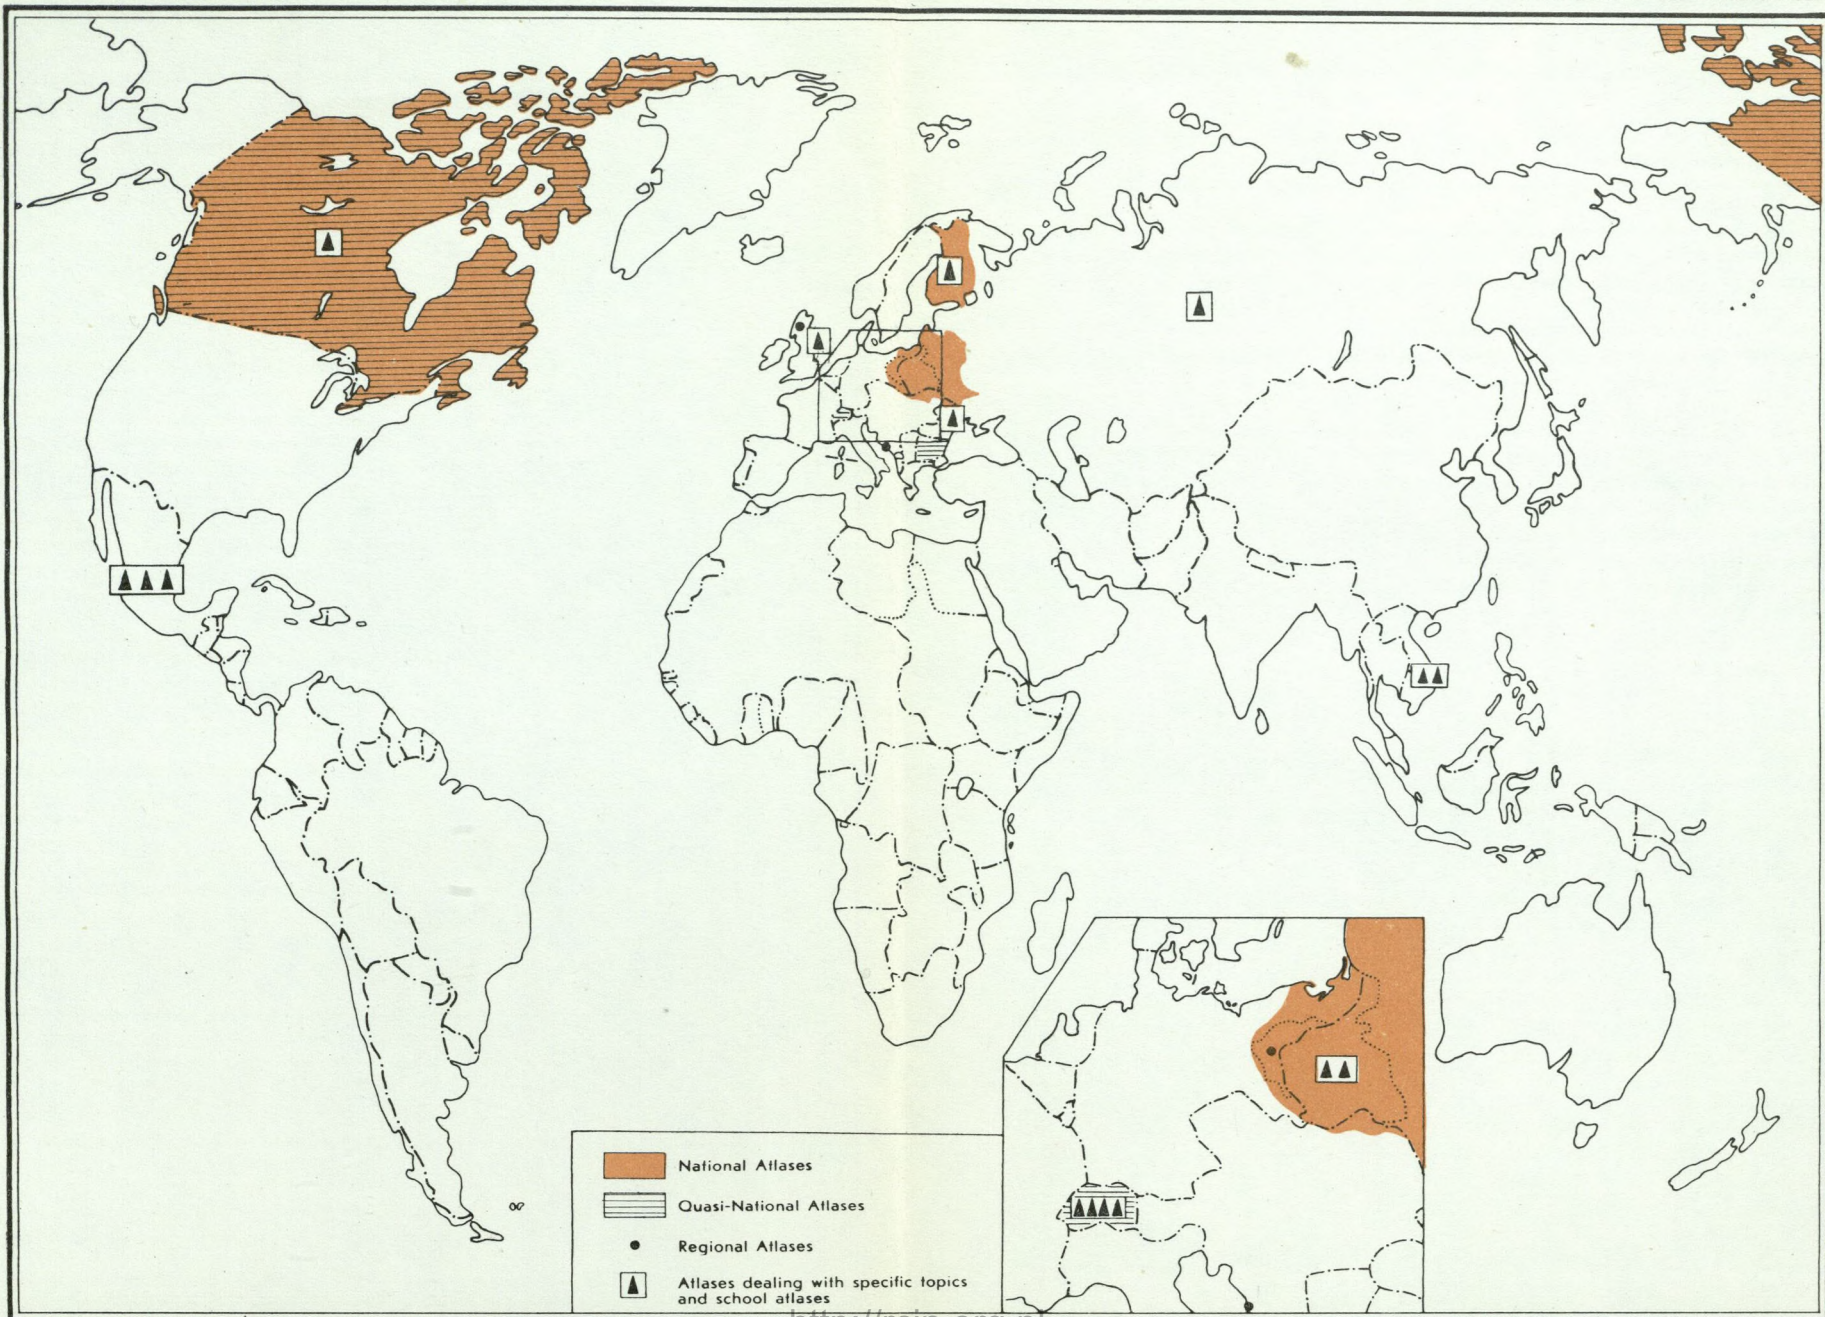 National Atlases
Quasi-National Atlases
Regional Atlases
Atlases dealing with specific topics
and school atlases